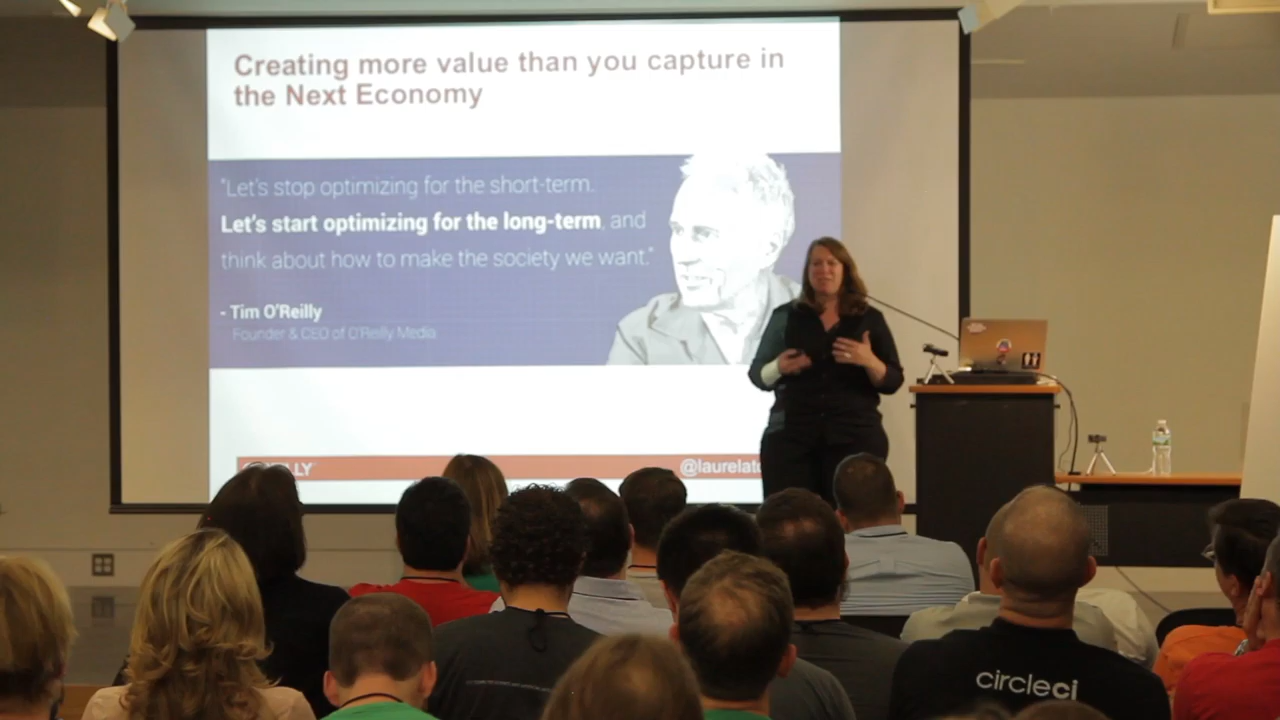 Creating more value than you capture in
the Next Economy
"Let's stop optimizing for the short-term.
Let's start optimizing for the long-term, and
think about how to make the society we want."
- Tim O'Reilly
Founder & CEO of O'Reilly Media
@laurelat
circleci